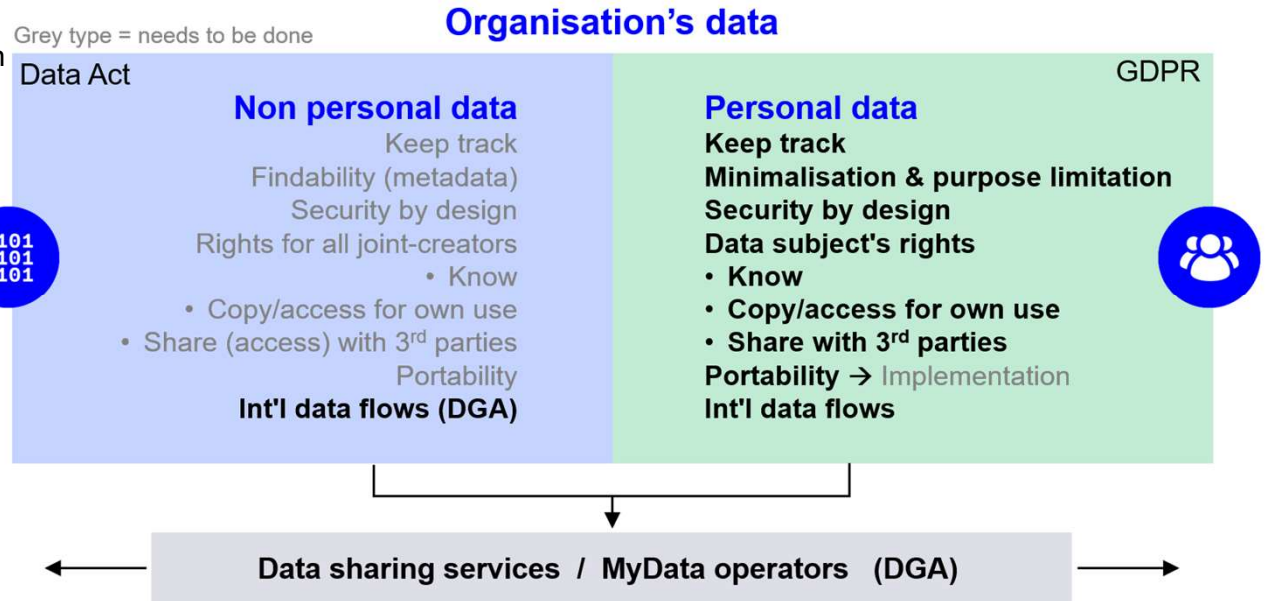 Organisation's data
Grey type = needs to be done
Data Act
Non personal data
Keep track
Findability (metadata)
Security by design
Rights for all joint-creators
• Know
• Copy/access for own use
• Share (access) with 3rd parties
Portability
Int'l data flows (DGA)
GDPR
Personal data
Keep track
Minimalisation & purpose limitation
Security by design
Data subject's rights
• Know
• Copy/access for own use
• Share with 3rd parties
Portability → Implementation
Int'l data flows
101
101
101
Data sharing services / MyData operators (DGA)